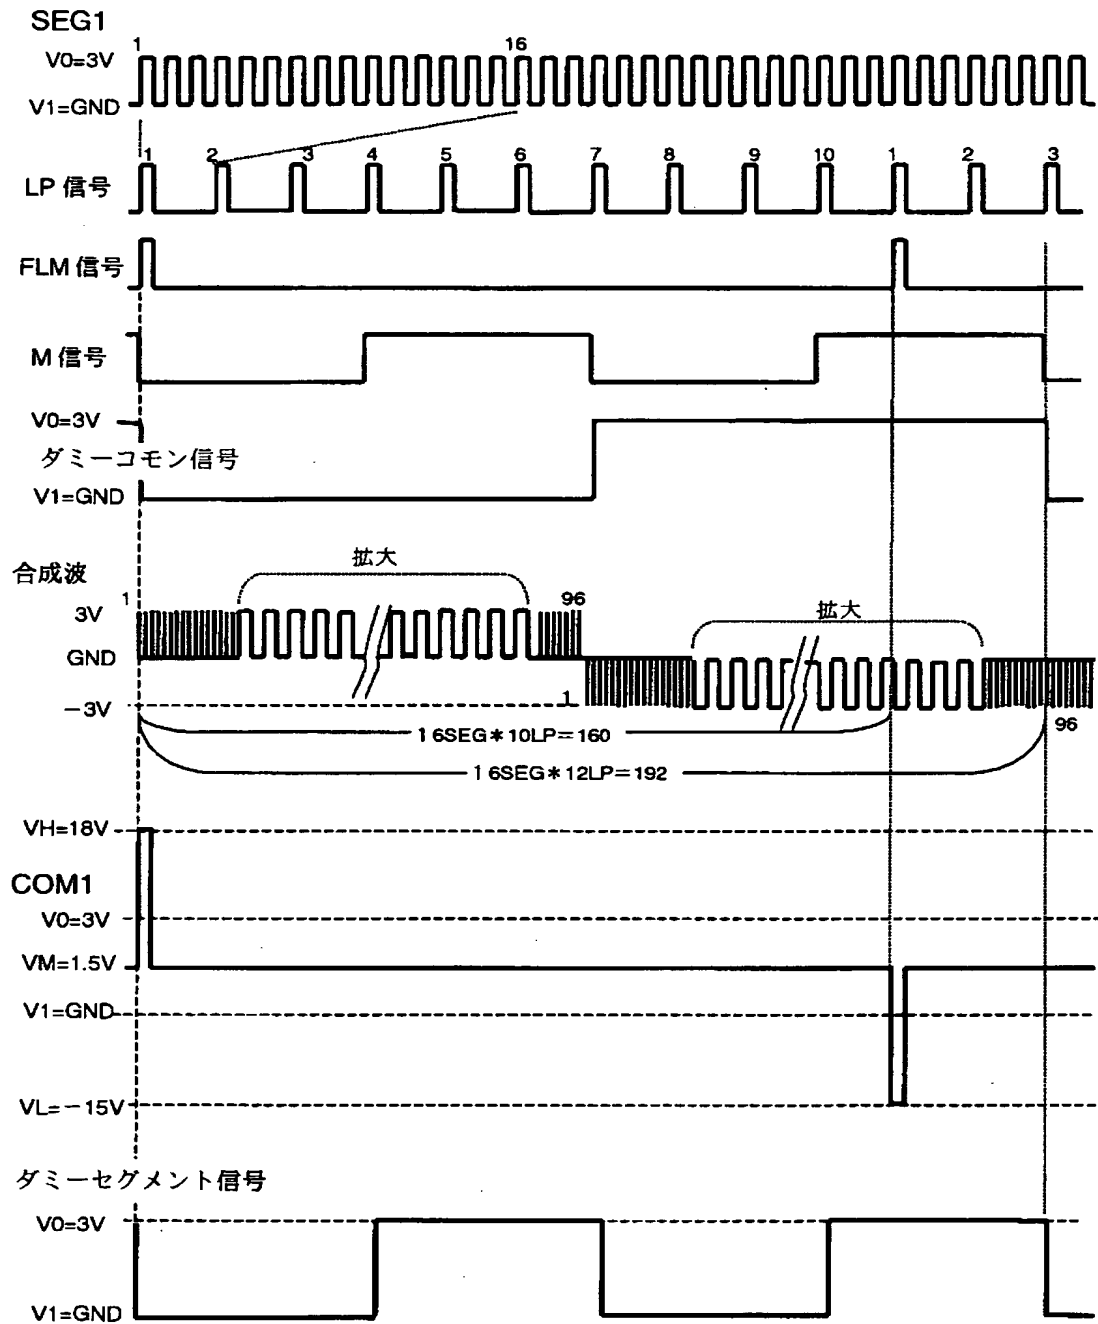 SEG1
1 16
V0=3V
V1=GND
1 2 3 4 5 6 7 8 9 10 1 2 3
LP 信号
FLM 信号
M 信号
V0=3V
ダミーコモン信号
V1=GND
合成波
拡大
1 96
3V
拡大
GND
1
−3V
96
16SEG*10LP=160
16SEG*12LP=192
VH=18V
COM1
V0=3V
VM=1.5V
V1=GND
VL=−15V
ダミーセグメント信号
V0=3V
V1=GND